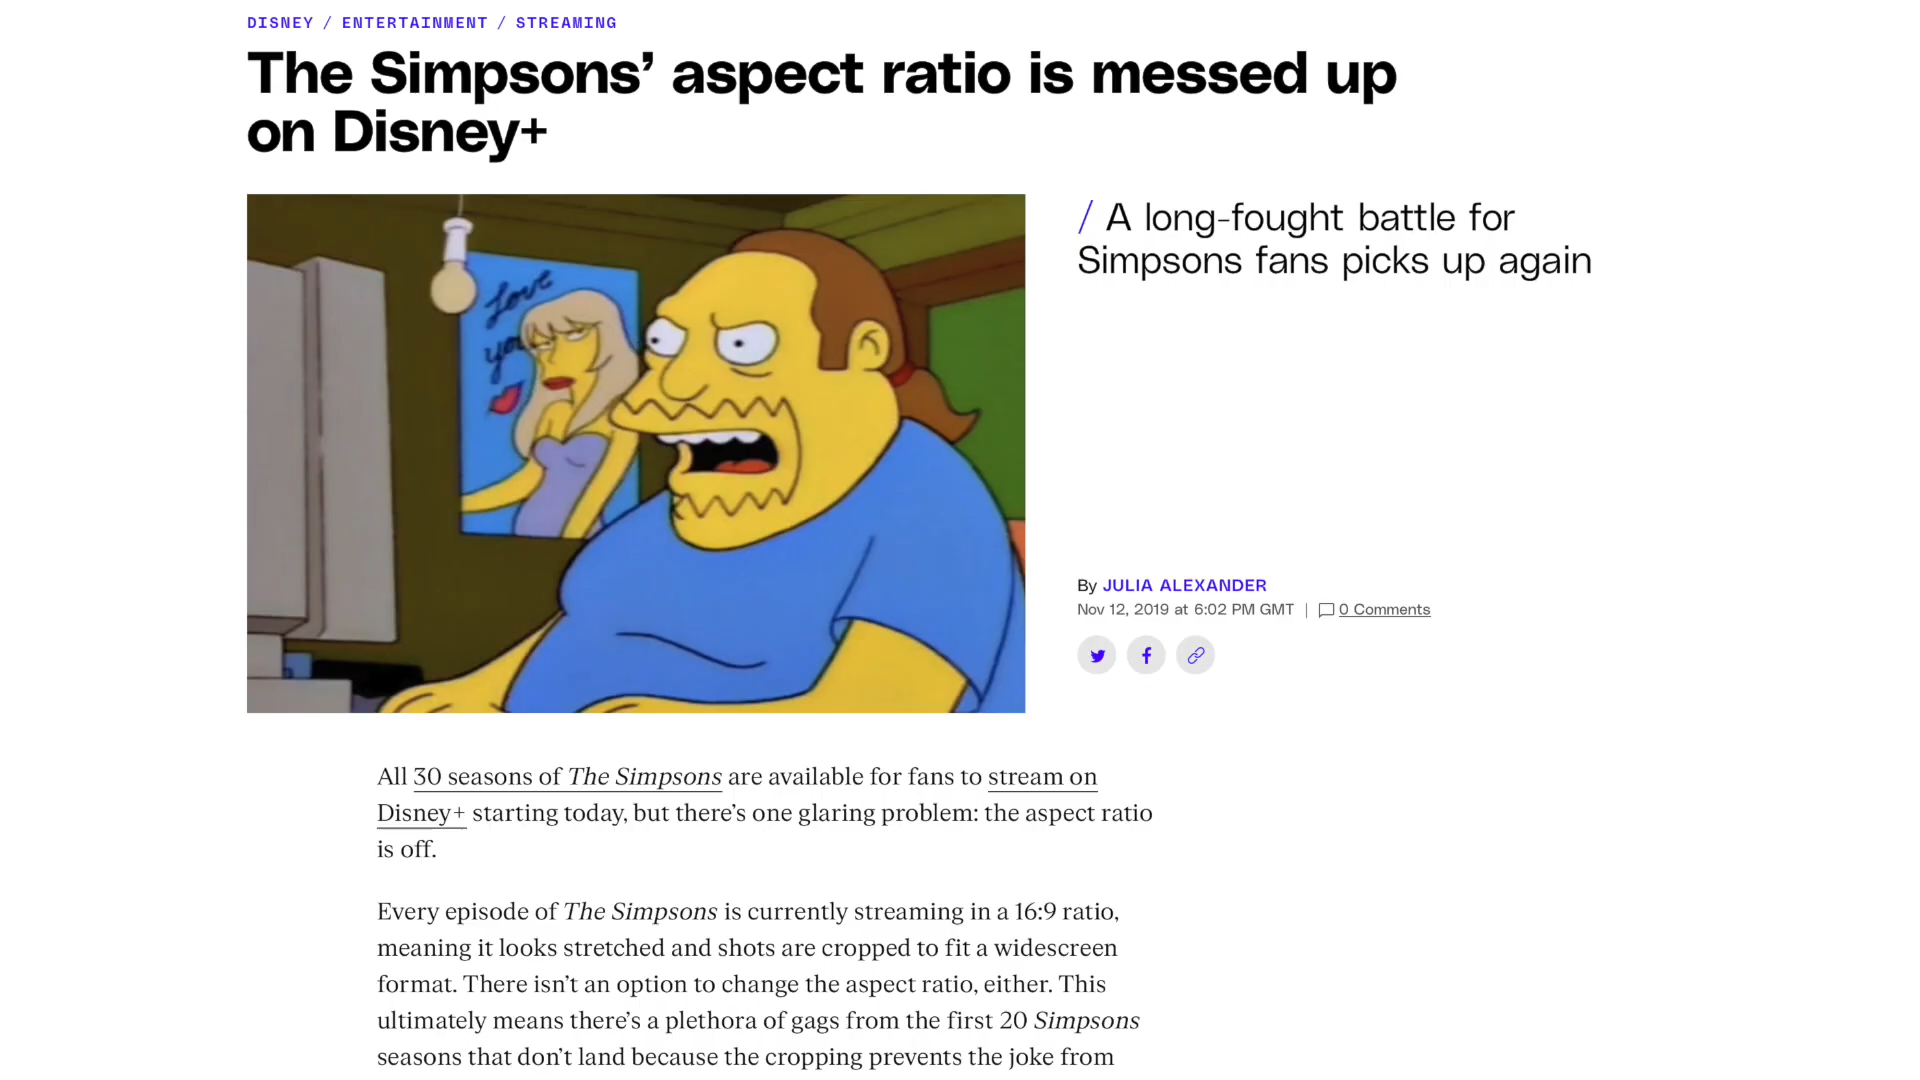 DISNEY / ENTERTAINMENT / STREAMING
The Simpsons’ aspect ratio is messed up
on Disney+
Love
you
/ A long-fought battle for
Simpsons fans picks up again
By JULIA ALEXANDER
Nov 12, 2019 at 6:02 PM GMT | 0 Comments
All 30 seasons of The Simpsons are available for fans to stream on
Disney+ starting today, but there’s one glaring problem: the aspect ratio
is off.
Every episode of The Simpsons is currently streaming in a 16:9 ratio,
meaning it looks stretched and shots are cropped to fit a widescreen
format. There isn’t an option to change the aspect ratio, either. This
ultimately means there’s a plethora of gags from the first 20 Simpsons
seasons that don’t land because the cropping prevents the joke from